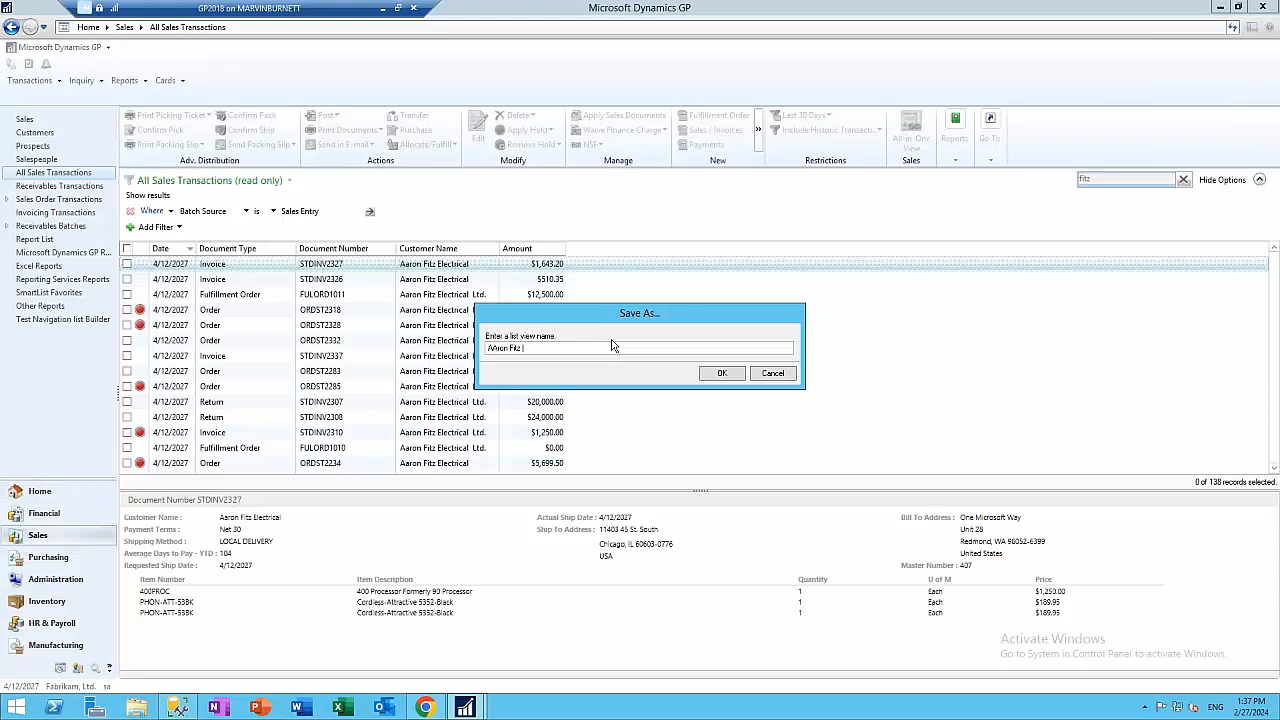 GP2018 on MARVINBURNETT
Microsoft Dynamics GP
Home Sales All Sales Transactions
Microsoft Dynamics GP
Transactions Inquiry Reports Cards
Sales
Customers
Prospects
Salespeople
All Sales Transactions
Receivables Transactions
Sales Order Transactions
Invoicing Transactions
Receivables Batches
Report List
Microsoft Dynamics GP R...
Excel Reports
Reporting Services Reports
SmartList Favorites
Other Reports
Test Navigation list Builder
Home
Financial
Sales
Purchasing
Administration
Inventory
HR & Payroll
Manufacturing
Print Picking Ticket Confirm Pack
Confirm Pick Confirm Ship
Print Packing Slip Send Packing Slip
Adv. Distribution
Post Transfer
Print Documents Purchase
Send in E-mail Allocate/Fulfill
Actions
Edit
Delete
Apply Hold
Remove Hold
Modify
Apply Sales Documents
Waive Finance Charge
NSF
Manage
Fulfillment Order
Sales / Invoices
Payments
New
Last 30 Days
Include Historic Transacti...
Restrictions
All-in-One View
Sales
Reports
Go To
All Sales Transactions (read only)
fitz
Hide Options
Show results
Where Batch Source is Sales Entry
Add Filter
Date Document Type Document Number Customer Name Amount
4/12/2027 Invoice STDINV2327 Aaron Fitz Electrical $1,643.20
4/12/2027 Invoice STDINV2326 Aaron Fitz Electrical $510.35
4/12/2027 Fulfillment Order FULORD1011 Aaron Fitz Electrical Ltd. $12,500.00
4/12/2027 Order ORDST2318 Aaron Fitz Electrical
4/12/2027 Order ORDST2328 Aaron Fitz Electrical
4/12/2027 Order ORDST2332 Aaron Fitz Electrical
4/12/2027 Invoice STDINV2337 Aaron Fitz Electrical
4/12/2027 Order ORDST2283 Aaron Fitz Electrical
4/12/2027 Order ORDST2285 Aaron Fitz Electrical
4/12/2027 Return STDINV2307 Aaron Fitz Electrical Ltd. $20,000.00
4/12/2027 Return STDINV2308 Aaron Fitz Electrical Ltd. $24,000.00
4/12/2027 Invoice STDINV2310 Aaron Fitz Electrical Ltd. $1,250.00
4/12/2027 Fulfillment Order FULORD1010 Aaron Fitz Electrical Ltd. $0.00
4/12/2027 Order ORDST2234 Aaron Fitz Electrical Ltd. $5,699.50
Save As...
Enter a list view name.
AAron Fitz
OK Cancel
0 of 138 records selected.
Document Number STDINV2327
Customer Name : Aaron Fitz Electrical
Payment Terms : Net 30
Shipping Method : LOCAL DELIVERY
Average Days to Pay - YTD : 104
Requested Ship Date : 4/12/2027
Actual Ship Date : 4/12/2027
Ship To Address : 11403 45 St. South
Chicago, IL 60603-0776
USA
Bill To Address : One Microsoft Way
Unit 28
Redmond, WA 98052-6399
United States
Master Number : 407
Item Number Item Description Quantity U of M Price
400PROC 400 Processor Formerly 90 Processor 1 Each $1,250.00
PHON-ATT-53BK Cordless-Attractive 5352-Black 1 Each $189.95
PHON-ATT-53BK Cordless-Attractive 5352-Black 1 Each $189.95
Activate Windows
Go to System in Control Panel to activate Windows.
4/12/2027 Fabrikam, Ltd. sa
ENG
1:37 PM
2/27/2024